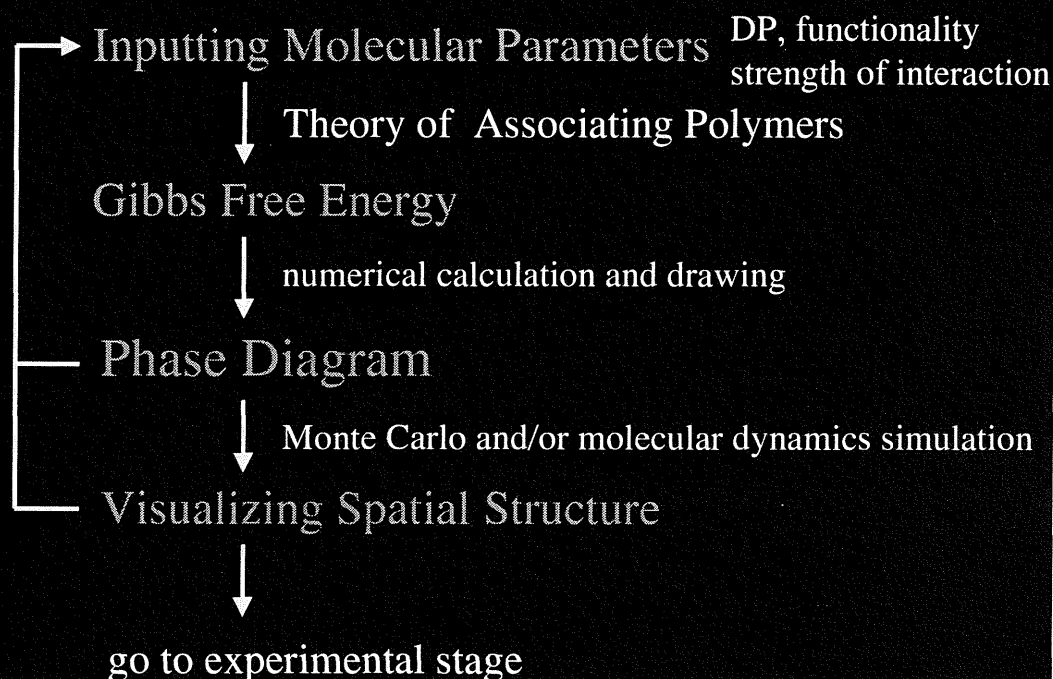 Inputting Molecular Parameters
DP, functionality
strength of interaction
Theory of Associating Polymers
Gibbs Free Energy
numerical calculation and drawing
Phase Diagram
Monte Carlo and/or molecular dynamics simulation
Visualizing Spatial Structure
go to experimental stage